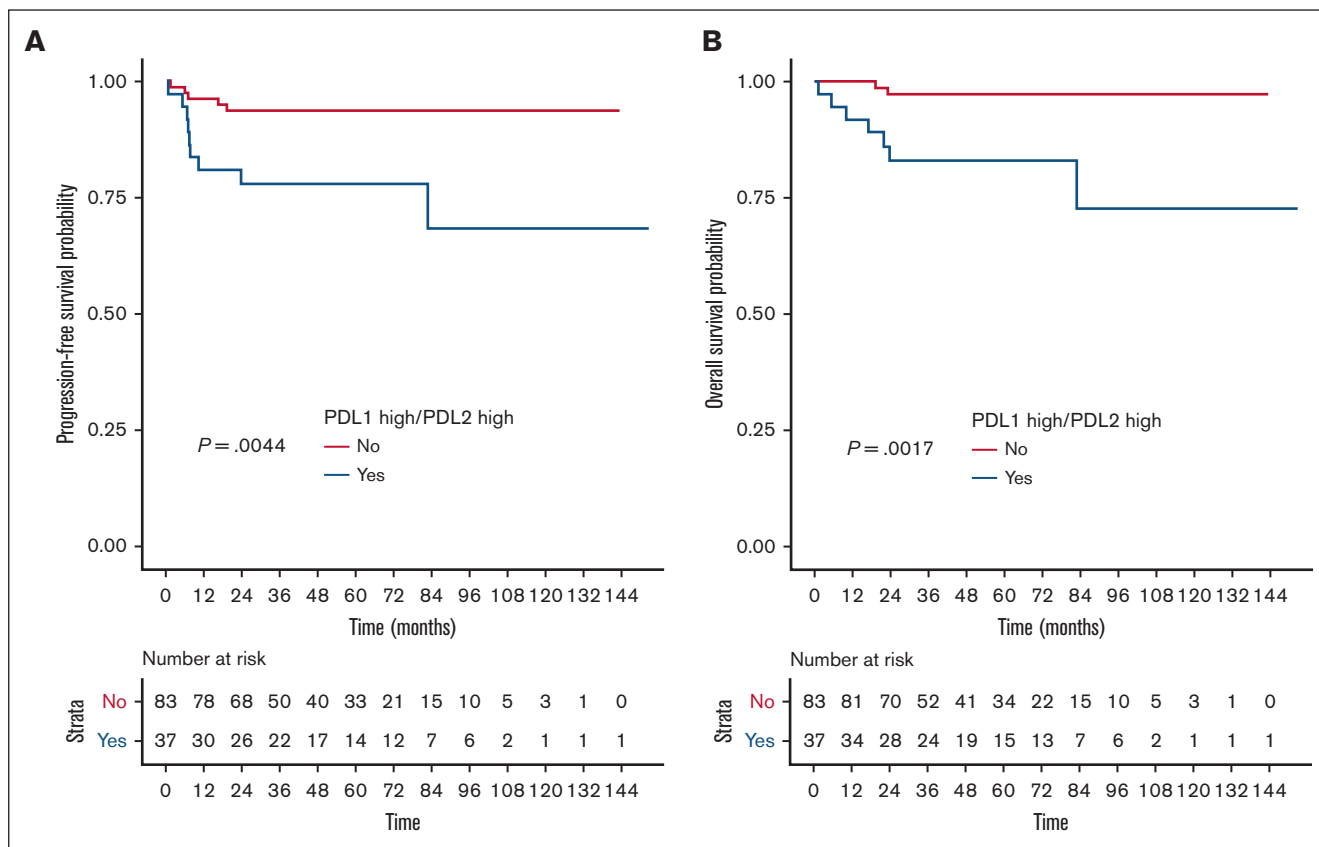 A
Progression-free survival probability
1.00
0.75
0.50
0.25
0.00
P = .0044
PDL1 high/PDL2 high
No
Yes
0 12 24 36 48 60 72 84 96 108 120 132 144
Time (months)
Number at risk
Strata
No 83 78 68 50 40 33 21 15 10 5 3 1 0
Yes 37 30 26 22 17 14 12 7 6 2 1 1 1
0 12 24 36 48 60 72 84 96 108 120 132 144
Time
B
Overall survival probability
1.00
0.75
0.50
0.25
0.00
P = .0017
PDL1 high/PDL2 high
No
Yes
0 12 24 36 48 60 72 84 96 108 120 132 144
Time (months)
Number at risk
Strata
No 83 81 70 52 41 34 22 15 10 5 3 1 0
Yes 37 34 28 24 19 15 13 7 6 2 1 1 1
0 12 24 36 48 60 72 84 96 108 120 132 144
Time